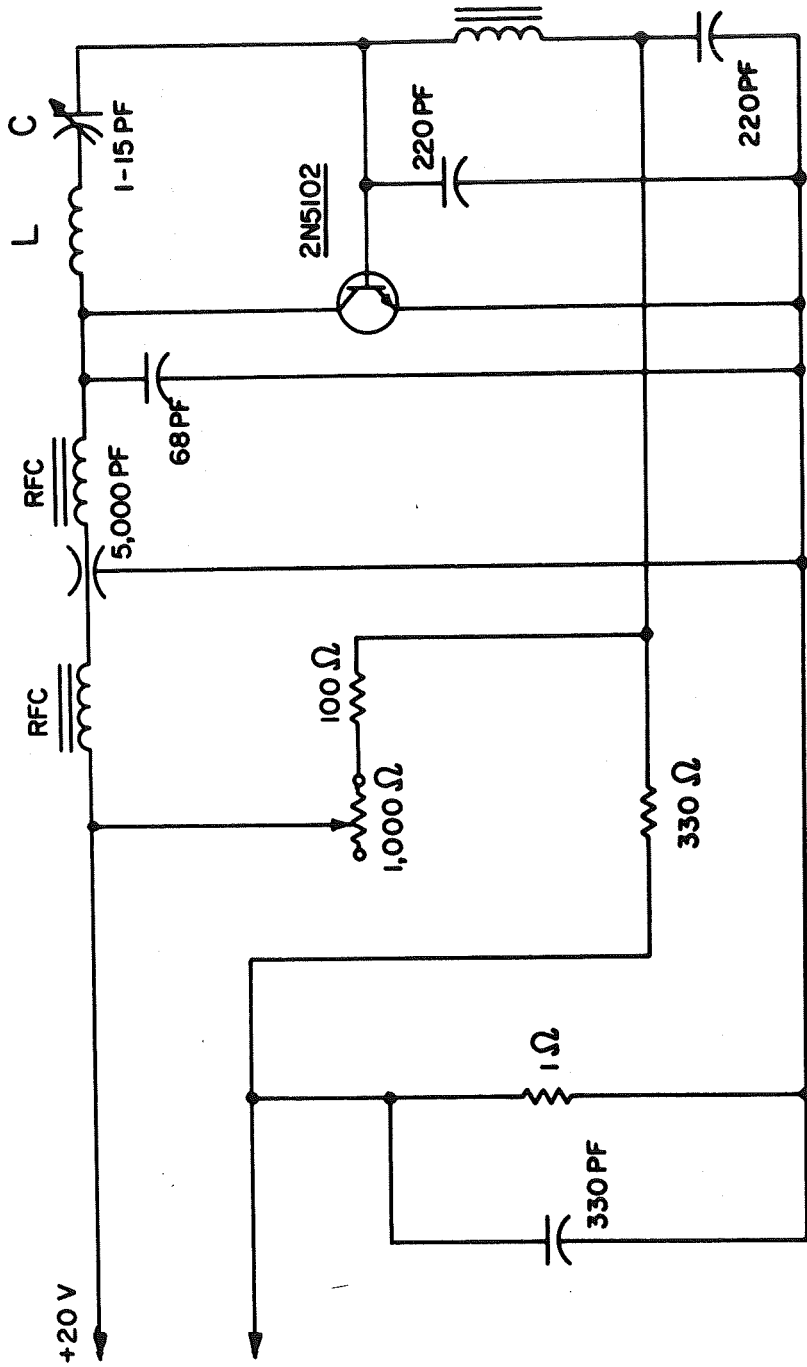 +20 V
RFC
RFC
5,000 PF
68 PF
L
C
1-15 PF
2N5102
220 PF
220 PF
100 Ω
1,000 Ω
330 Ω
1 Ω
330 PF